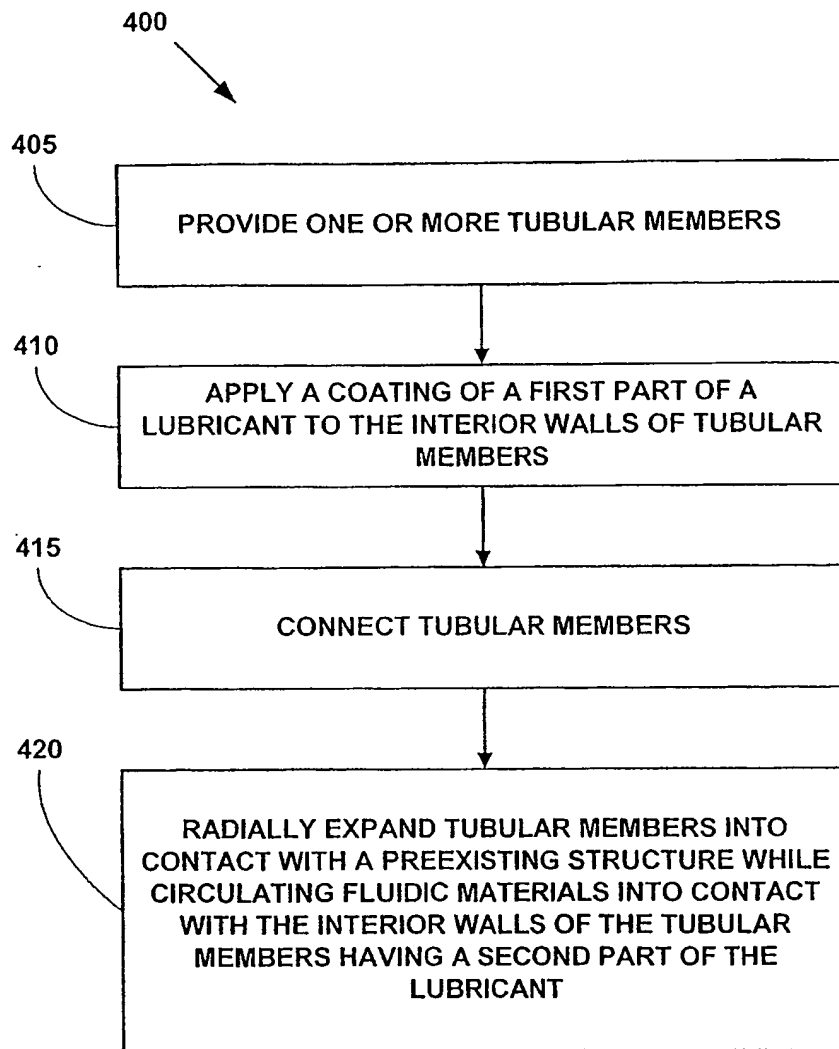 400
405
PROVIDE ONE OR MORE TUBULAR MEMBERS
410
APPLY A COATING OF A FIRST PART OF A
LUBRICANT TO THE INTERIOR WALLS OF TUBULAR
MEMBERS
415
CONNECT TUBULAR MEMBERS
420
RADIALLY EXPAND TUBULAR MEMBERS INTO
CONTACT WITH A PREEXISTING STRUCTURE WHILE
CIRCULATING FLUIDIC MATERIALS INTO CONTACT
WITH THE INTERIOR WALLS OF THE TUBULAR
MEMBERS HAVING A SECOND PART OF THE
LUBRICANT